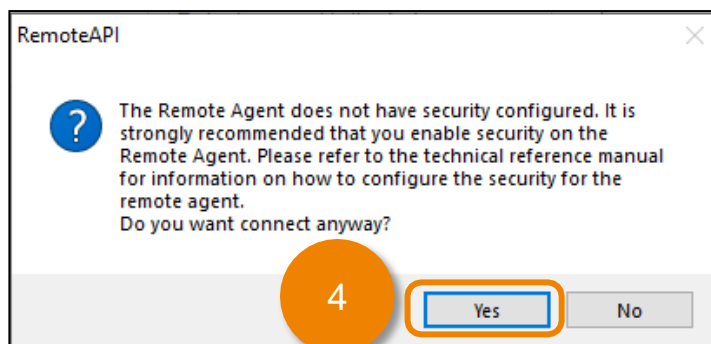 RemoteAPI
The Remote Agent does not have security configured. It is
strongly recommended that you enable security on the
Remote Agent. Please refer to the technical reference manual
for information on how to configure the security for the
remote agent.
Do you want connect anyway?
4
Yes
No